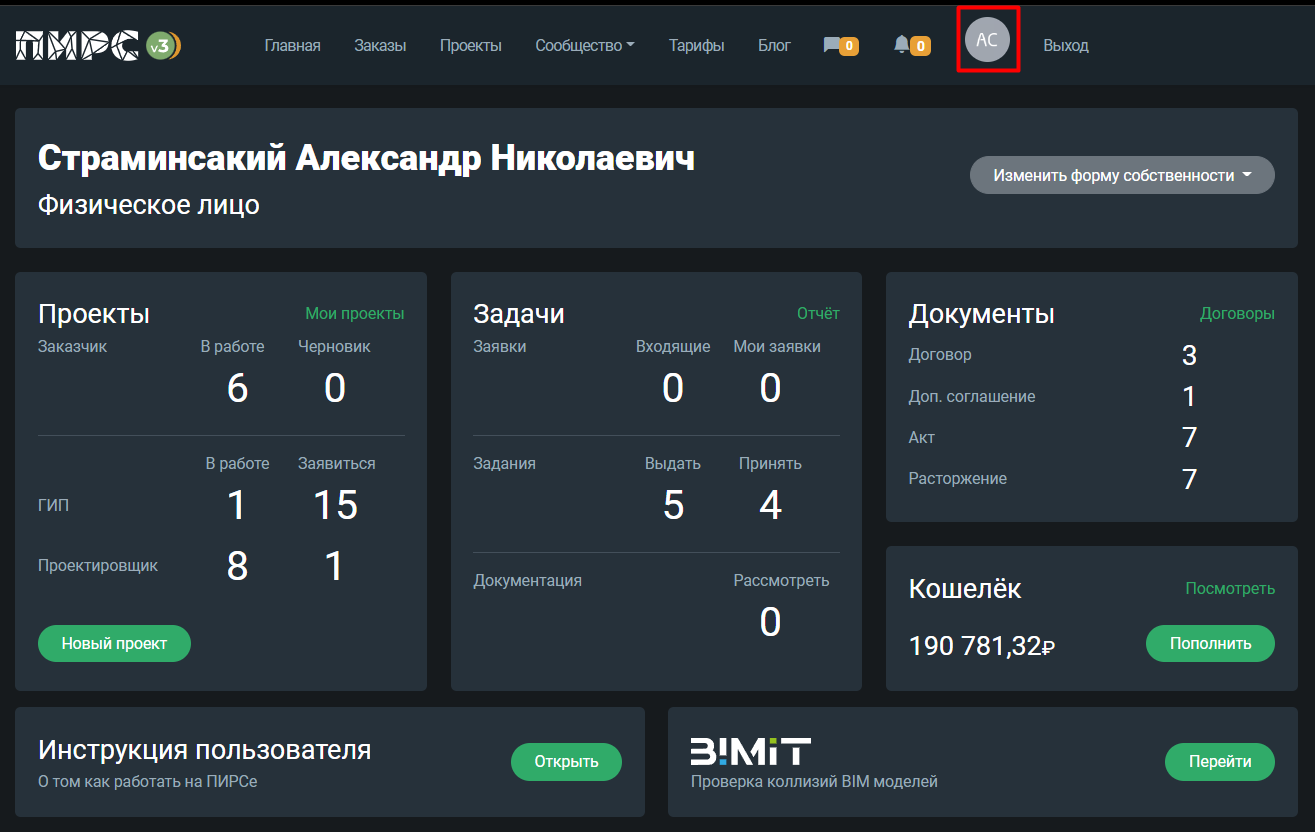 ПИРС v3 Главная Заказы Проекты Сообщество Тарифы Блог 0 0 АС Выход
Страминсакий Александр Николаевич
Физическое лицо
Изменить форму собственности
Проекты Мои проекты
Заказчик В работе Черновик
6 0
В работе Заявиться
ГИП 1 15
Проектировщик 8 1
Новый проект
Задачи Отчёт
Заявки Входящие Мои заявки
0 0
Задания Выдать Принять
5 4
Документация Рассмотреть
0
Документы Договоры
Договор 3
Доп. соглашение 1
Акт 7
Расторжение 7
Кошелёк Посмотреть
190 781,32₽ Пополнить
Инструкция пользователя
О том как работать на ПИРСе
Открыть
B!MiT
Проверка коллизий BIM моделей
Перейти